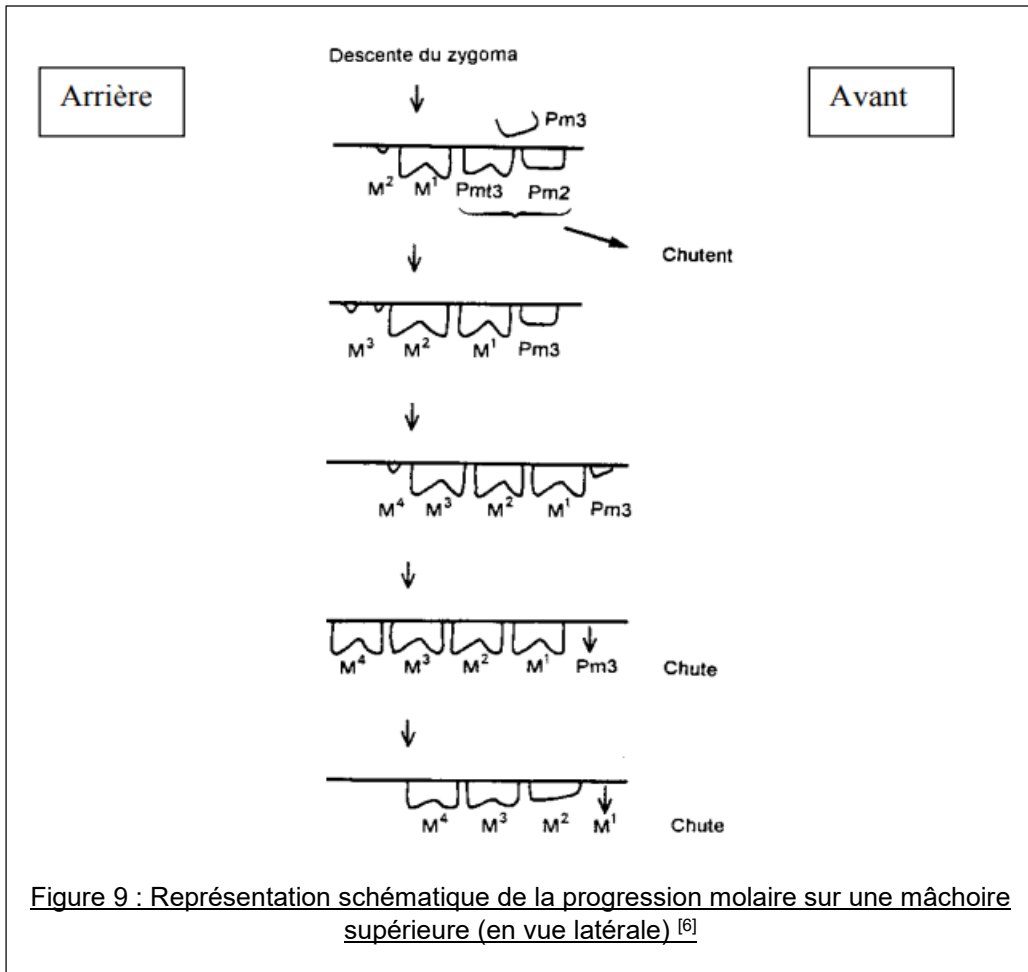 Descente du zygoma
Arrière
Avant
Pm3
M² M¹ Pmt3 Pm2
Chutent
M³ M² M¹ Pm3
M⁴ M³ M² M¹ Pm3
M⁴ M³ M² M¹ Pm3 Chute
M⁴ M³ M² M¹ Chute
Figure 9 : Représentation schématique de la progression molaire sur une mâchoire
supérieure (en vue latérale) [6]